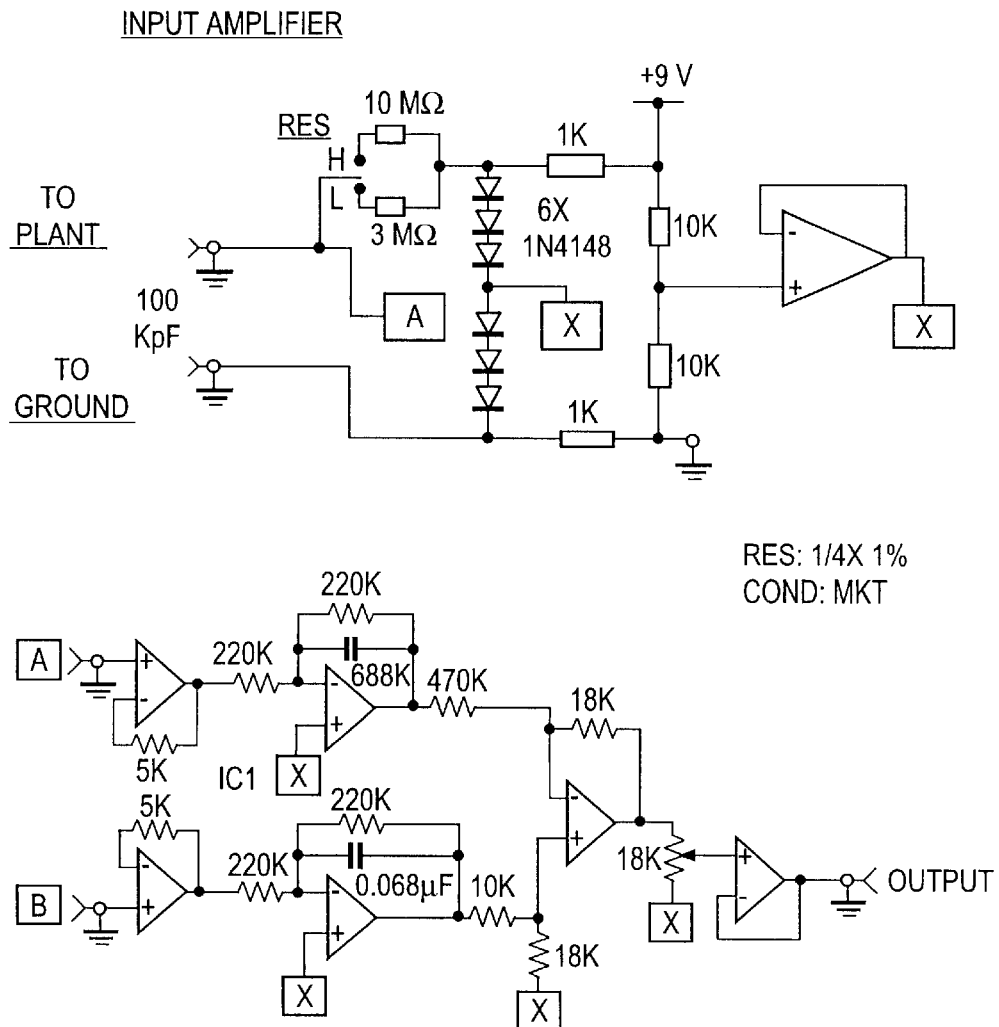 INPUT AMPLIFIER
+9 V
10 MΩ
RES
1K
H
TO
PLANT
L
6X
1N4148
10K
-
3 MΩ
+
100
KpF
A
X
X
TO
GROUND
10K
1K
RES: 1/4X 1%
COND: MKT
220K
A
+
220K
688K
470K
18K
-
-
+
5K
X
IC1
5K
220K
-
+
18K
+
OUTPUT
-
220K
-
0.068µF
10K
X
B
+
-
+
18K
X
X